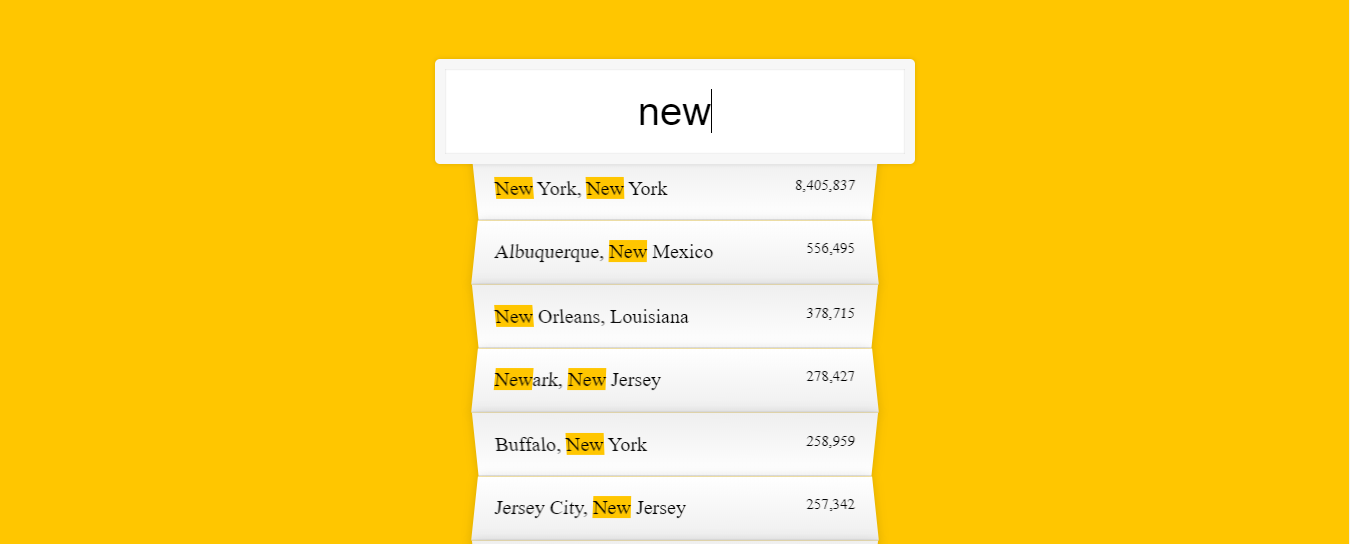 new
New York, New York 8,405,837
Albuquerque, New Mexico 556,495
New Orleans, Louisiana 378,715
Newark, New Jersey 278,427
Buffalo, New York 258,959
Jersey City, New Jersey 257,342